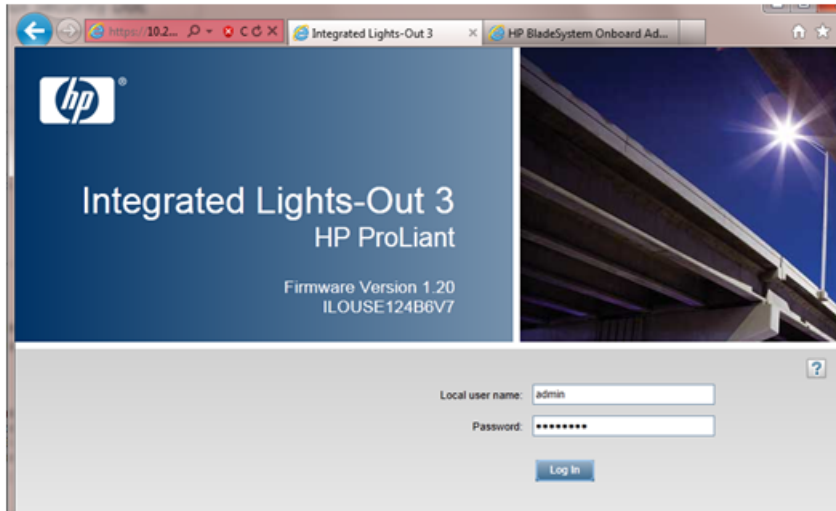 https://10.2...
Integrated Lights-Out 3
HP BladeSystem Onboard Ad...
hp
Integrated Lights-Out 3
HP ProLiant
Firmware Version 1.20
ILOUSE124B6V7
?
Local user name: admin
Password: ••••••••
Log In